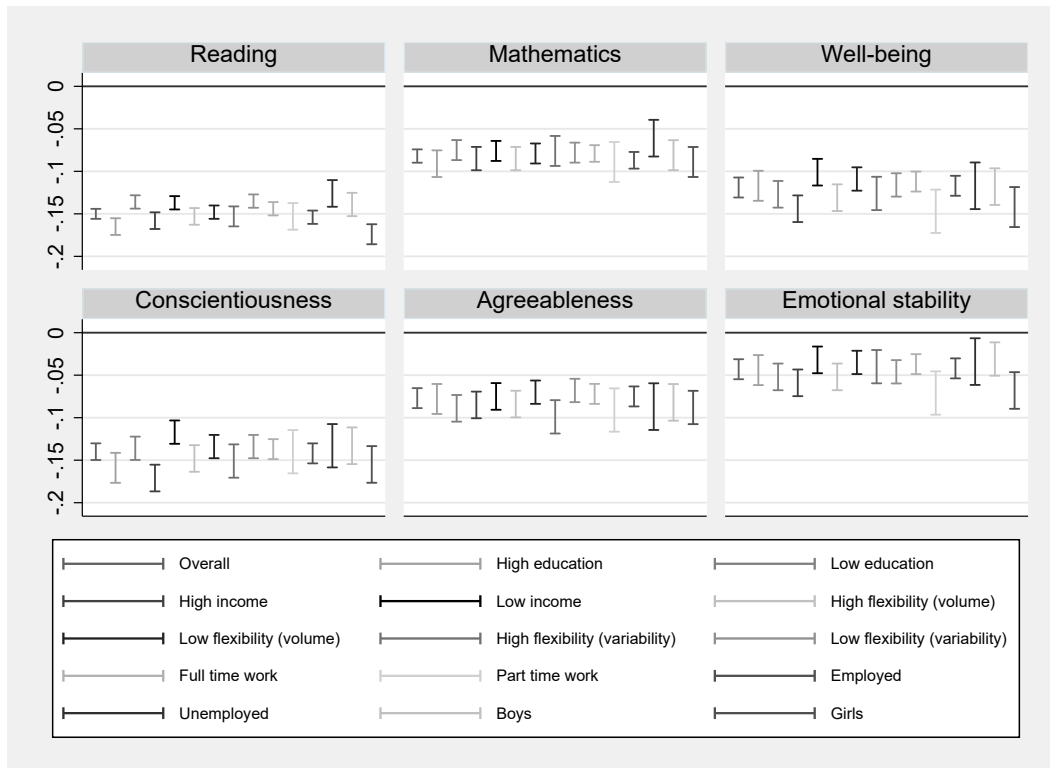 Reading Mathematics Well-being
0
-.05
-.1
-.15
-.2
Conscientiousness Agreeableness Emotional stability
0
-.05
-.1
-.15
-.2
Overall High education Low education
High income Low income High flexibility (volume)
Low flexibility (volume) High flexibility (variability) Low flexibility (variability)
Full time work Part time work Employed
Unemployed Boys Girls